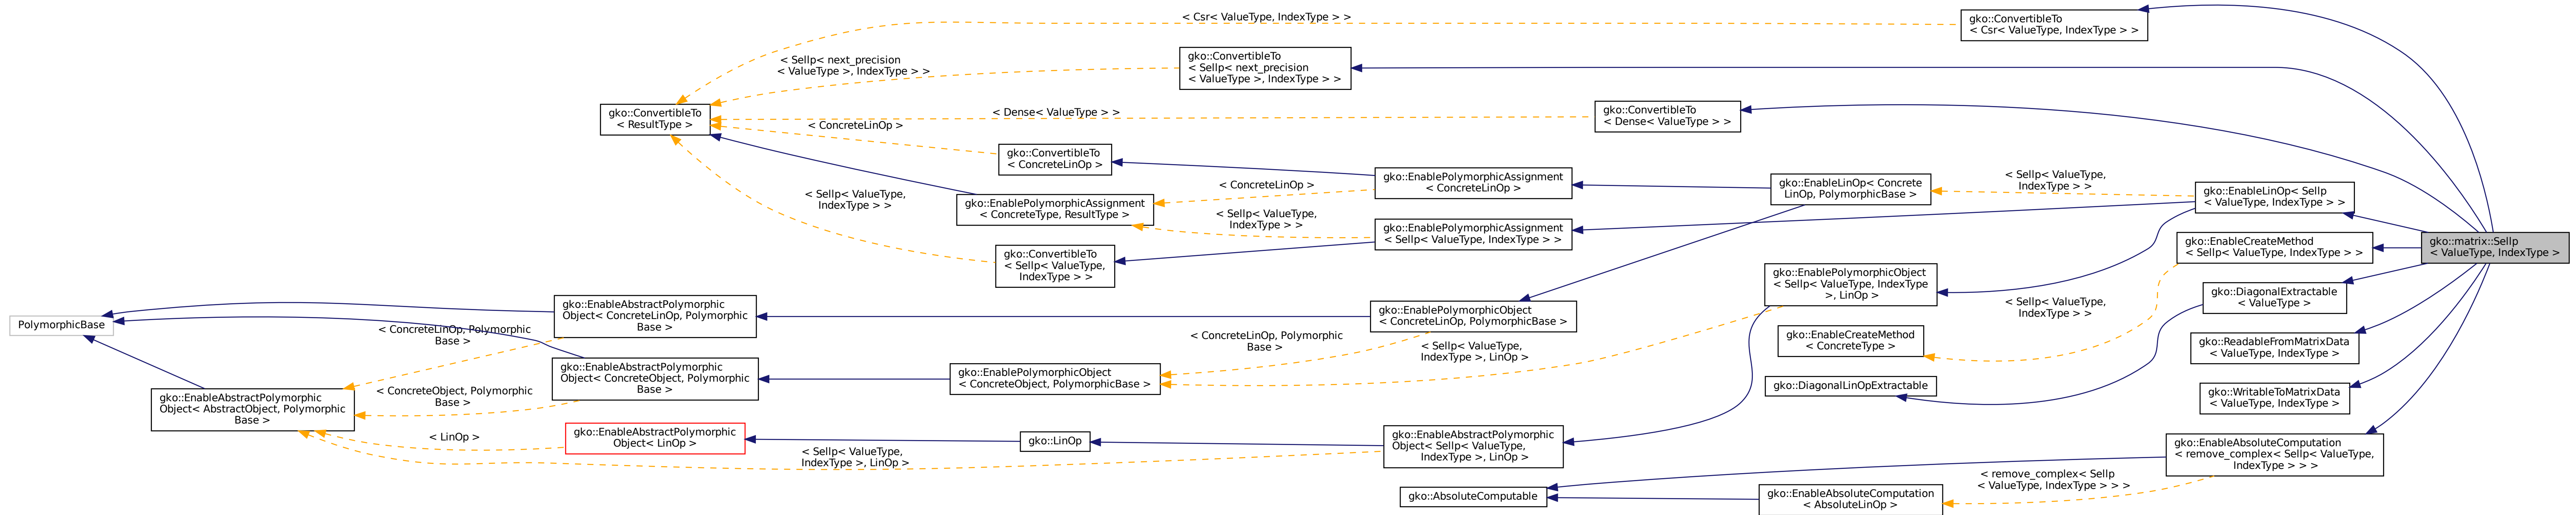 < Csr< ValueType, IndexType > >
gko::ConvertibleTo
< Csr< ValueType, IndexType > >
< Sellp< next_precision
< ValueType >, IndexType > >
gko::ConvertibleTo
< Sellp< next_precision
< ValueType >, IndexType > >
gko::ConvertibleTo
< ResultType >
< Dense< ValueType > >
gko::ConvertibleTo
< Dense< ValueType > >
< ConcreteLinOp >
gko::ConvertibleTo
< ConcreteLinOp >
< Sellp< ValueType,
IndexType > >
gko::EnablePolymorphicAssignment
< ConcreteType, ResultType >
< ConcreteLinOp >
gko::EnablePolymorphicAssignment
< ConcreteLinOp >
gko::EnableLinOp< Concrete
LinOp, PolymorphicBase >
< Sellp< ValueType,
IndexType > >
gko::EnableLinOp< Sellp
< ValueType, IndexType > >
< Sellp< ValueType,
IndexType > >
gko::EnablePolymorphicAssignment
< Sellp< ValueType, IndexType > >
gko::ConvertibleTo
< Sellp< ValueType,
IndexType > >
gko::EnableCreateMethod
< Sellp< ValueType, IndexType > >
gko::matrix::Sellp
< ValueType, IndexType >
gko::EnablePolymorphicObject
< Sellp< ValueType, IndexType
>, LinOp >
gko::DiagonalExtractable
< ValueType >
< Sellp< ValueType,
IndexType > >
PolymorphicBase
gko::EnableAbstractPolymorphic
Object< ConcreteLinOp, Polymorphic
Base >
gko::EnablePolymorphicObject
< ConcreteLinOp, PolymorphicBase >
gko::EnableCreateMethod
< ConcreteType >
gko::ReadableFromMatrixData
< ValueType, IndexType >
< ConcreteLinOp, Polymorphic
Base >
< ConcreteLinOp, Polymorphic
Base >
< Sellp< ValueType,
IndexType >, LinOp >
gko::EnableAbstractPolymorphic
Object< ConcreteObject, Polymorphic
Base >
gko::EnablePolymorphicObject
< ConcreteObject, PolymorphicBase >
gko::DiagonalLinOpExtractable
gko::WritableToMatrixData
< ValueType, IndexType >
gko::EnableAbstractPolymorphic
Object< AbstractObject, Polymorphic
Base >
< ConcreteObject, Polymorphic
Base >
< LinOp >
gko::EnableAbstractPolymorphic
Object< LinOp >
gko::LinOp
gko::EnableAbstractPolymorphic
Object< Sellp< ValueType,
IndexType >, LinOp >
< Sellp< ValueType,
IndexType >, LinOp >
gko::EnableAbsoluteComputation
< remove_complex< Sellp< ValueType,
IndexType > > >
< remove_complex< Sellp
< ValueType, IndexType > > >
gko::AbsoluteComputable
gko::EnableAbsoluteComputation
< AbsoluteLinOp >